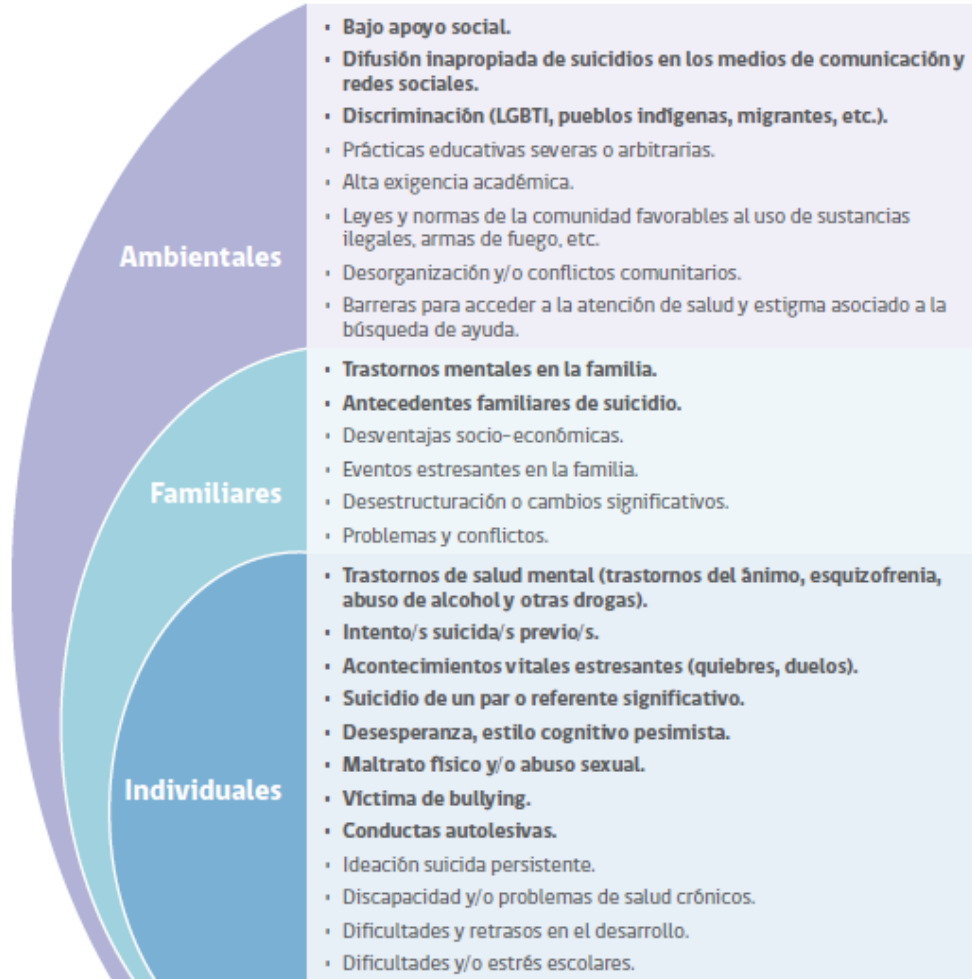 Ambientales
· Bajo apoyo social.
· Difusión inapropiada de suicidios en los medios de comunicación y
redes sociales.
· Discriminación (LGBTI, pueblos indígenas, migrantes, etc.).
· Prácticas educativas severas o arbitrarias.
· Alta exigencia académica.
· Leyes y normas de la comunidad favorables al uso de sustancias
ilegales, armas de fuego, etc.
· Desorganización y/o conflictos comunitarios.
· Barreras para acceder a la atención de salud y estigma asociado a la
búsqueda de ayuda.
Familiares
· Trastornos mentales en la familia.
· Antecedentes familiares de suicidio.
· Desventajas socio-económicas.
· Eventos estresantes en la familia.
· Desestructuración o cambios significativos.
· Problemas y conflictos.
Individuales
· Trastornos de salud mental (trastornos del ánimo, esquizofrenia,
abuso de alcohol y otras drogas).
· Intento/s suicida/s previo/s.
· Acontecimientos vitales estresantes (quiebres, duelos).
· Suicidio de un par o referente significativo.
· Desesperanza, estilo cognitivo pesimista.
· Maltrato físico y/o abuso sexual.
· Víctima de bullying.
· Conductas autolesivas.
· Ideación suicida persistente.
· Discapacidad y/o problemas de salud crónicos.
· Dificultades y retrasos en el desarrollo.
· Dificultades y/o estrés escolares.